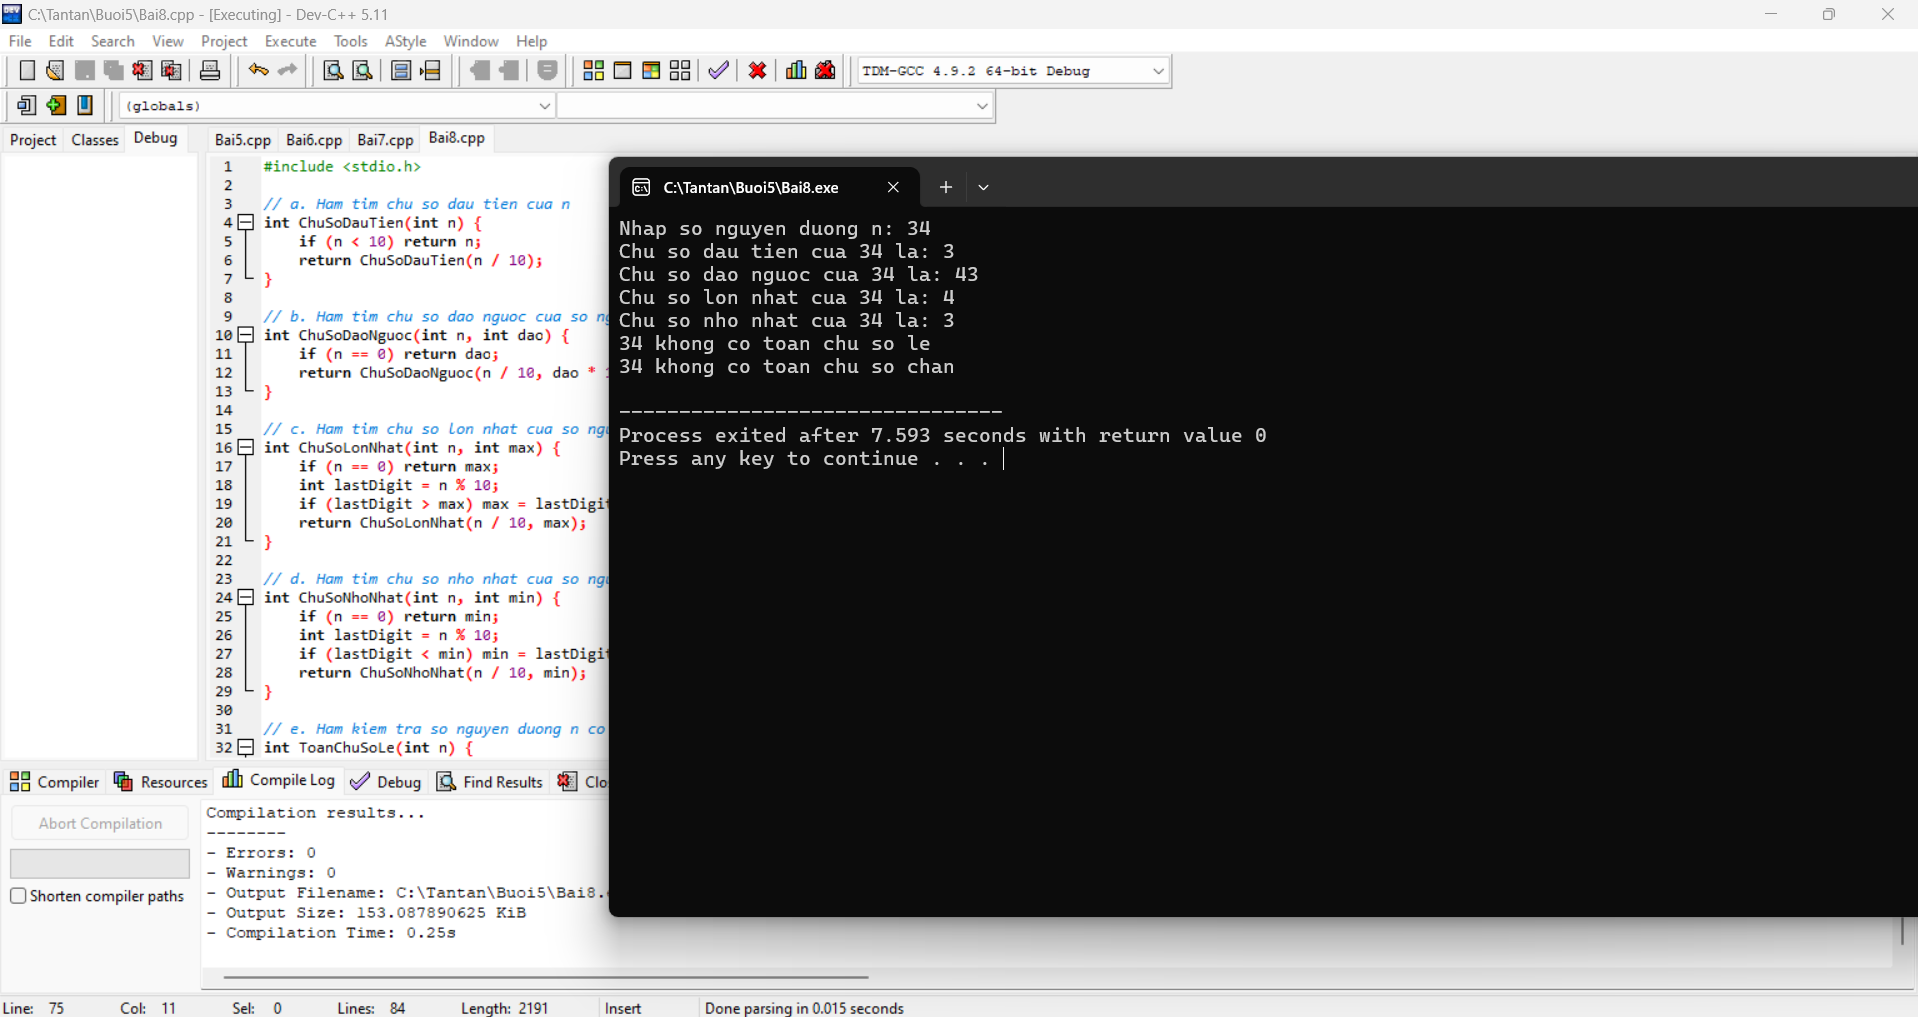 C:\Tantan\Buoi5\Bai8.cpp - [Executing] - Dev-C++ 5.11
File Edit Search View Project Execute Tools AStyle Window Help
TDM-GCC 4.9.2 64-bit Debug
(globals)
Project Classes Debug
Bai5.cpp Bai6.cpp Bai7.cpp Bai8.cpp
1 #include <stdio.h>
2
3 // a. Ham tim chu so dau tien cua n
4 int ChuSoDauTien(int n) {
5 if (n < 10) return n;
6 return ChuSoDauTien(n / 10);
7 }
8
9 // b. Ham tim chu so dao nguoc cua so
10 int ChuSoDaoNguoc(int n, int dao) {
11 if (n == 0) return dao;
12 return ChuSoDaoNguoc(n / 10, dao *
13 }
14
15 // c. Ham tim chu so lon nhat cua so
16 int ChuSoLonNhat(int n, int max) {
17 if (n == 0) return max;
18 int lastDigit = n % 10;
19 if (lastDigit > max) max = lastDigit
20 return ChuSoLonNhat(n / 10, max);
21 }
22
23 // d. Ham tim chu so nho nhat cua so
24 int ChuSoNhoNhat(int n, int min) {
25 if (n == 0) return min;
26 int lastDigit = n % 10;
27 if (lastDigit < min) min = lastDigit
28 return ChuSoNhoNhat(n / 10, min);
29 }
30
31 // e. Ham kiem tra so nguyen duong n co
32 int ToanChuSoLe(int n) {
C:\Tantan\Buoi5\Bai8.exe
Nhap so nguyen duong n: 34
Chu so dau tien cua 34 la: 3
Chu so dao nguoc cua 34 la: 43
Chu so lon nhat cua 34 la: 4
Chu so nho nhat cua 34 la: 3
34 khong co toan chu so le
34 khong co toan chu so chan
--------------------------------
Process exited after 7.593 seconds with return value 0
Press any key to continue . . .
Compiler Resources Compile Log Debug Find Results Clo
Abort Compilation
Shorten compiler paths
Compilation results...
--------
- Errors: 0
- Warnings: 0
- Output Filename: C:\Tantan\Buoi5\Bai8.
- Output Size: 153.087890625 KiB
- Compilation Time: 0.25s
Line: 75 Col: 11 Sel: 0 Lines: 84 Length: 2191 Insert Done parsing in 0.015 seconds